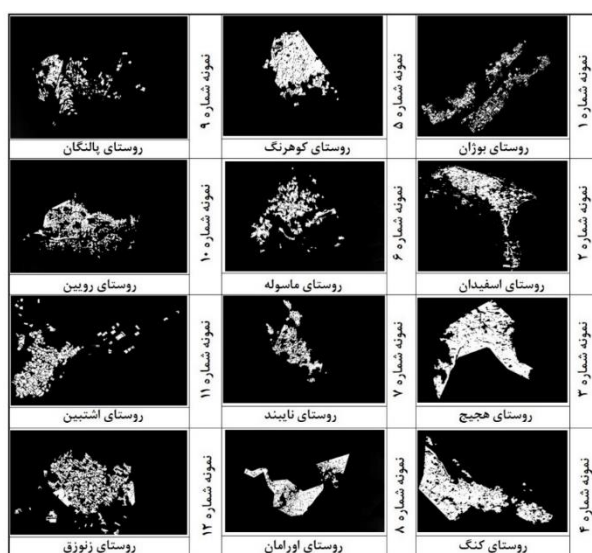 نمونه شماره ۱
روستای بوژان
نمونه شماره ۵
روستای کوهرنگ
نمونه شماره ۹
روستای پالنگان
نمونه شماره ۲
روستای اسفیدان
نمونه شماره ۶
روستای ماسوله
نمونه شماره ۱۰
روستای رویین
نمونه شماره ۳
روستای هجیج
نمونه شماره ۷
روستای نایبند
نمونه شماره ۱۱
روستای اشتبین
نمونه شماره ۴
روستای کنگ
نمونه شماره ۸
روستای اورامان
نمونه شماره ۱۲
روستای زنوزق